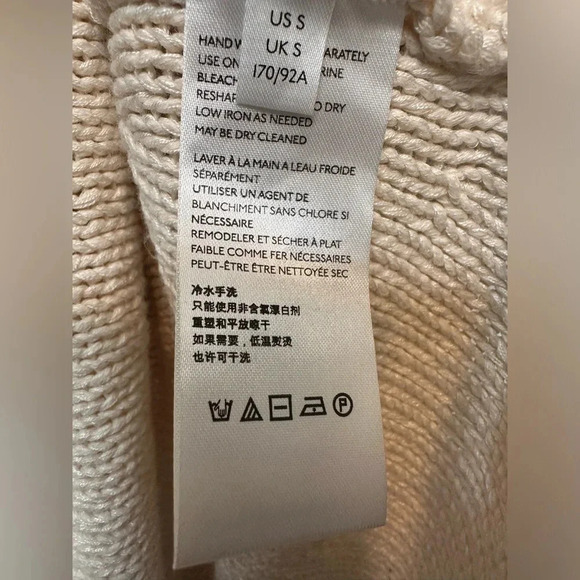 US S
UK S
170/92A
HAND W RATELY
USE ON RINE
BLEACH
RESHAP O DRY
LOW IRON AS NEEDED
MAY BE DRY CLEANED
LAVER À LA MAIN A LEAU FROIDE
SÉPARÉMENT
UTILISER UN AGENT DE
BLANCHIMENT SANS CHLORE SI
NÉCESSAIRE
REMODELER ET SÉCHER À PLAT
FAIBLE COMME FER NÉCESSAIRES
PEUT-ÊTRE ÊTRE NETTOYÉE SEC
冷水手洗
只能使用非含氯漂白剂
重塑和平放晾干
如果需要，低温熨烫
也许可干洗
P